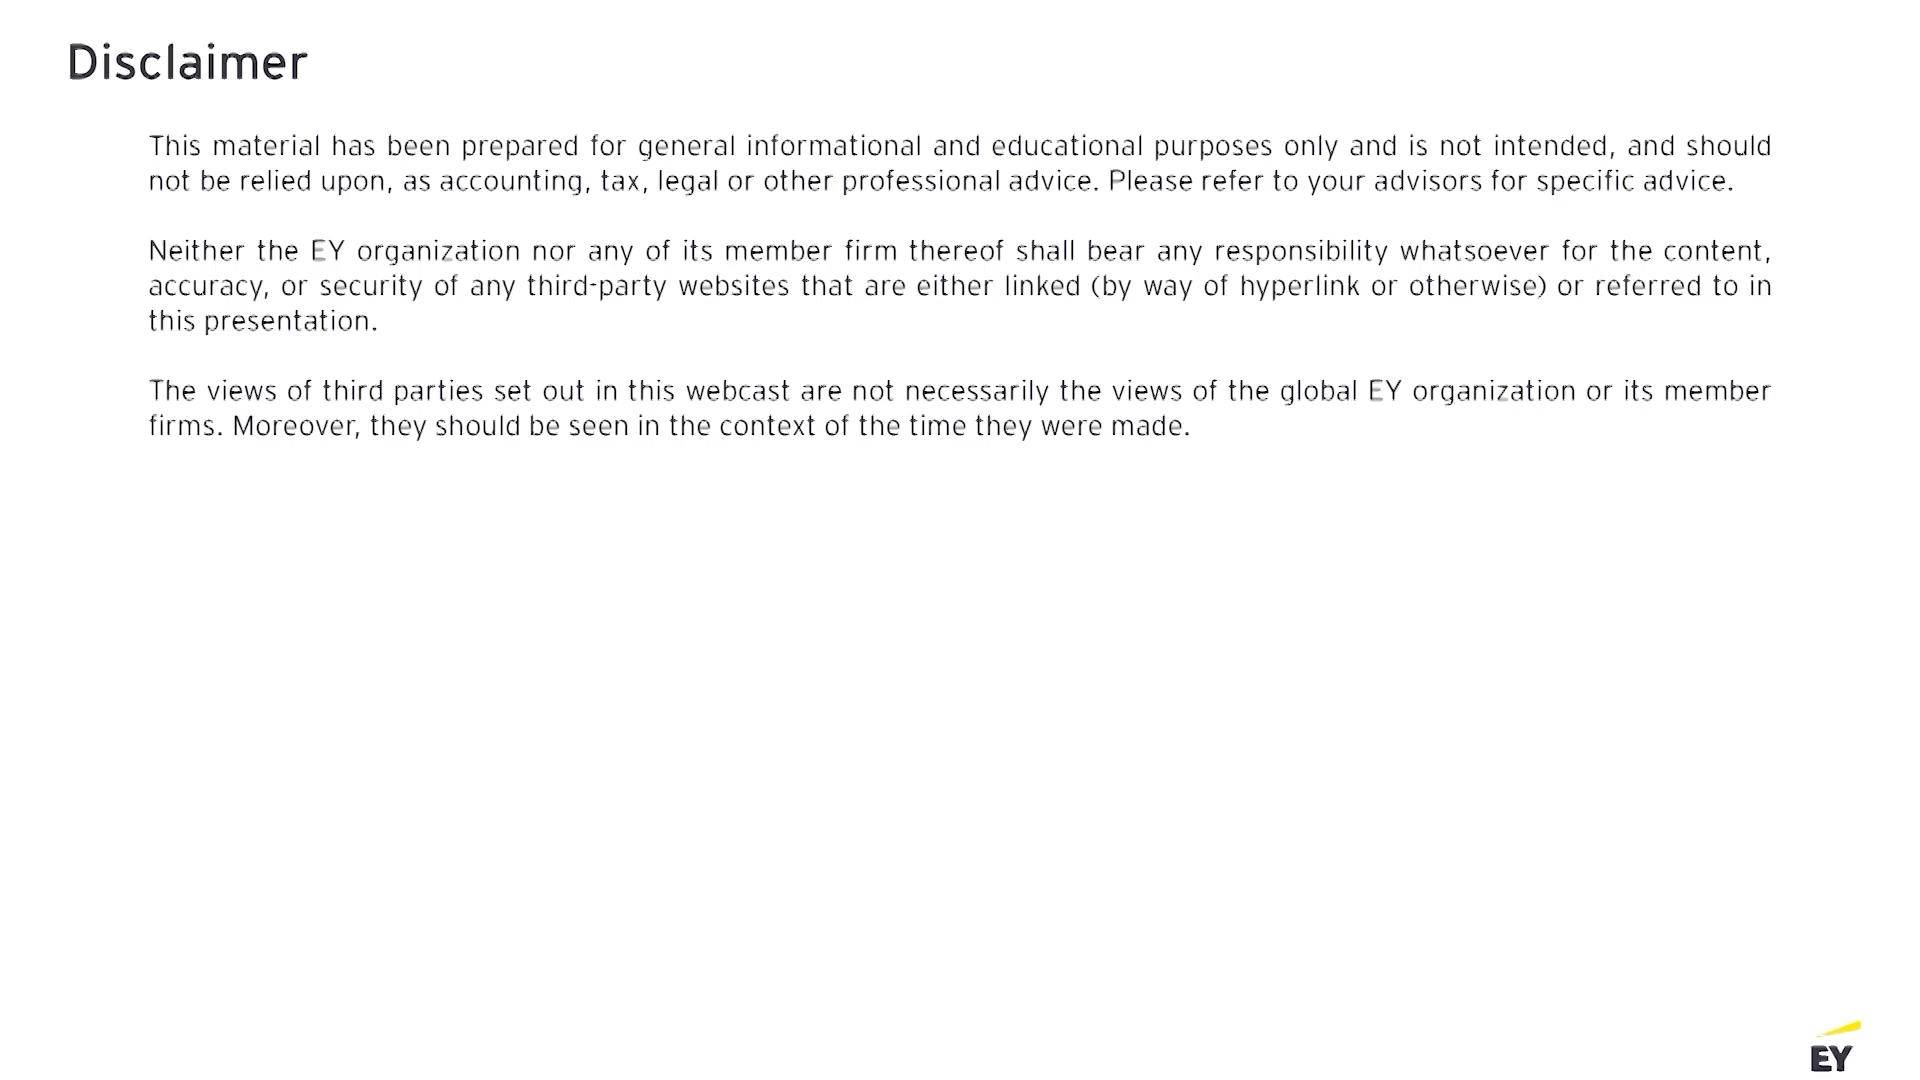 Disclaimer
This material has been prepared for general informational and educational purposes only and is not intended, and should
not be relied upon, as accounting, tax, legal or other professional advice. Please refer to your advisors for specific advice.
Neither the EY organization nor any of its member firm thereof shall bear any responsibility whatsoever for the content,
accuracy, or security of any third-party websites that are either linked (by way of hyperlink or otherwise) or referred to in
this presentation.
The views of third parties set out in this webcast are not necessarily the views of the global EY organization or its member
firms. Moreover, they should be seen in the context of the time they were made.
EY